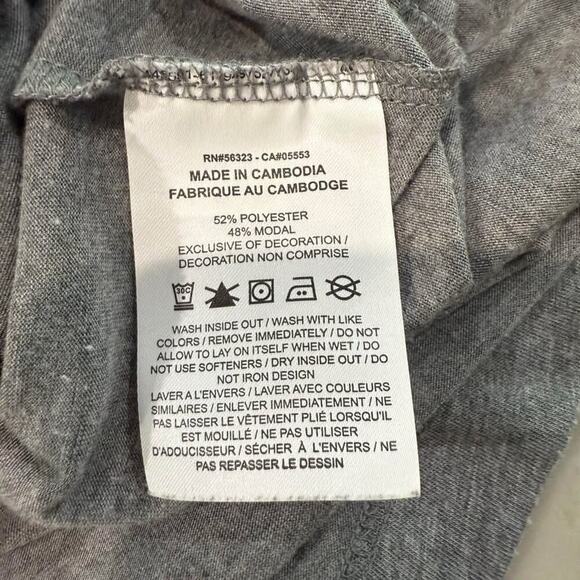 RN#56323 - CA#05553
MADE IN CAMBODIA
FABRIQUE AU CAMBODGE
52% POLYESTER
48% MODAL
EXCLUSIVE OF DECORATION /
DECORATION NON COMPRISE
30C
WASH INSIDE OUT / WASH WITH LIKE
COLORS / REMOVE IMMEDIATELY / DO NOT
ALLOW TO LAY ON ITSELF WHEN WET / DO
NOT USE SOFTENERS / DRY INSIDE OUT / DO
NOT IRON DESIGN
LAVER A L'ENVERS / LAVER AVEC COULEURS
SIMILAIRES / ENLEVER IMMEDIATEMENT / NE
PAS LAISSER LE VÊTEMENT PLIÉ LORSQU'IL
EST MOUILLÉ / NE PAS UTILISER
D'ADOUCISSEUR / SÉCHER À L'ENVERS / NE
PAS REPASSER LE DESSIN